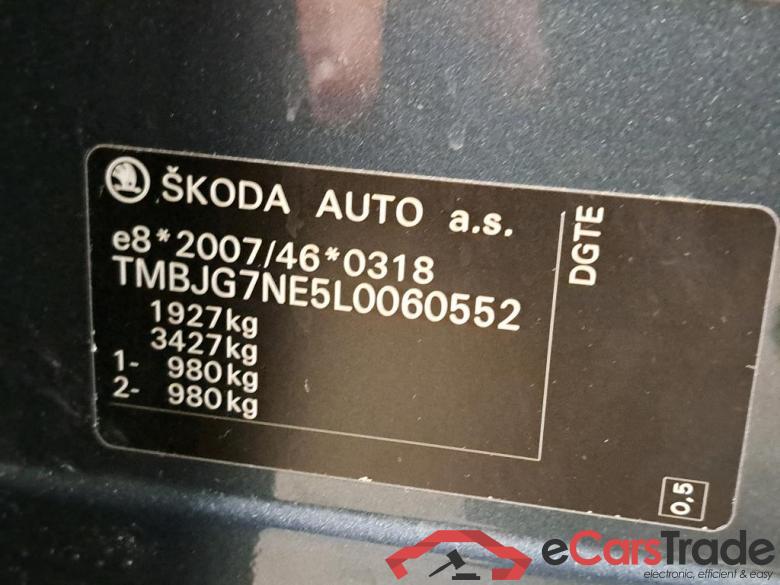 ŠKODA AUTO a.s.
e8*2007/46*0318
TMBJG7NE5L0060552
1927kg
3427kg
1- 980kg
2- 980kg
DGTE
0,5
eCarsTrade
electronic, efficient & easy